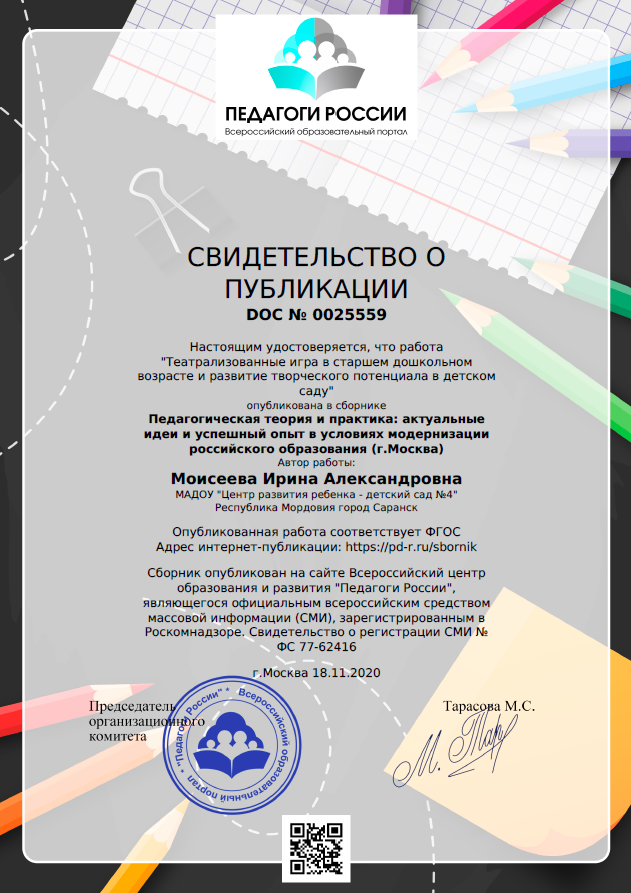 ПЕДАГОГИ РОССИИ
Всероссийский образовательный портал
СВИДЕТЕЛЬСТВО О
ПУБЛИКАЦИИ
DOC № 0025559
Настоящим удостоверяется, что работа
"Театрализованные игра в старшем дошкольном
возрасте и развитие творческого потенциала в детском
саду"
опубликована в сборнике
Педагогическая теория и практика: актуальные
идеи и успешный опыт в условиях модернизации
российского образования (г.Москва)
Автор работы:
Моисеева Ирина Александровна
МАДОУ "Центр развития ребенка - детский сад №4"
Республика Мордовия город Саранск
Опубликованная работа соответствует ФГОС
Адрес интернет-публикации: https://pd-r.ru/sbornik
Сборник опубликован на сайте Всероссийский центр
образования и развития "Педагоги России",
являющегося официальным всероссийским средством
массовой информации (СМИ), зарегистрированным в
Роскомнадзоре. Свидетельство о регистрации СМИ №
ФС 77-62416
г.Москва 18.11.2020
Председатель
организационного
комитета
Тарасова М.С.
"Педагоги России" * Всероссийский образовательный портал *
М. Тар